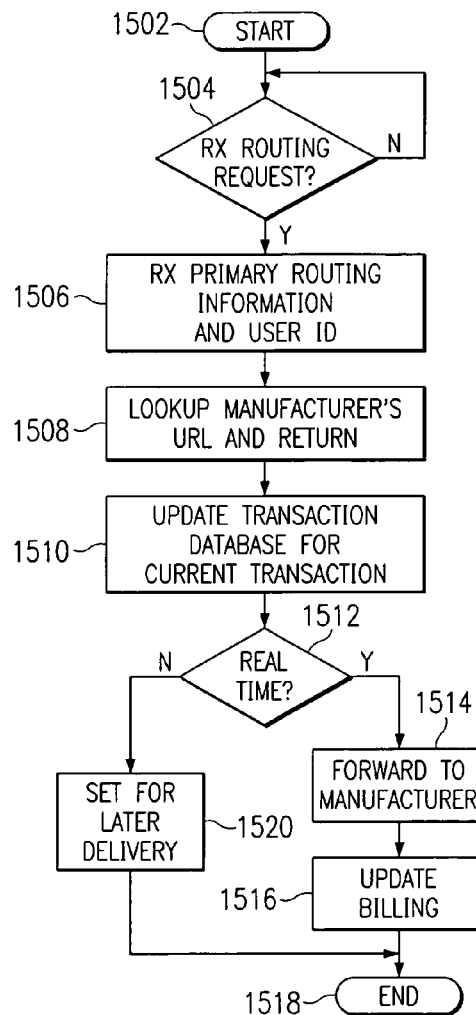 1502
START
1504
RX ROUTING
REQUEST?
N
Y
1506
RX PRIMARY ROUTING
INFORMATION
AND USER ID
1508
LOOKUP MANUFACTURER'S
URL AND RETURN
1510
UPDATE TRANSACTION
DATABASE FOR
CURRENT TRANSACTION
1512
N
REAL
TIME?
Y
1514
FORWARD TO
MANUFACTURER
SET FOR
LATER
DELIVERY
1520
1516
UPDATE
BILLING
1518
END